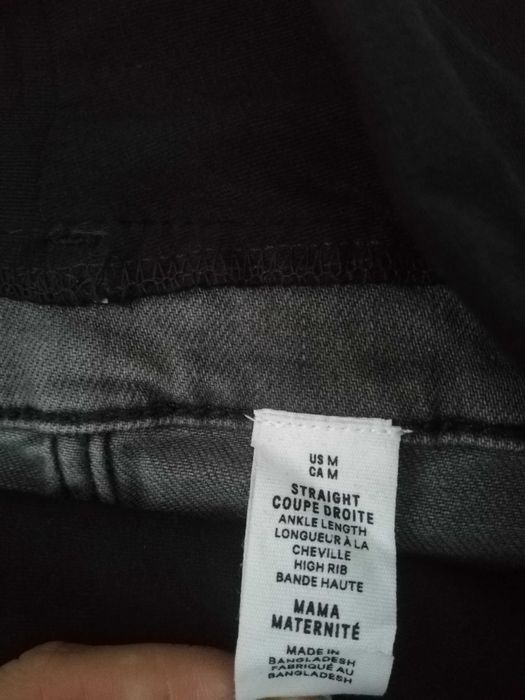 US M
CA M
STRAIGHT
COUPE DROITE
ANKLE LENGTH
LONGUEUR À LA
CHEVILLE
HIGH RIB
BANDE HAUTE
MAMA
MATERNITÉ
MADE IN
BANGLADESH
FABRIQUÉ AU
BANGLADESH